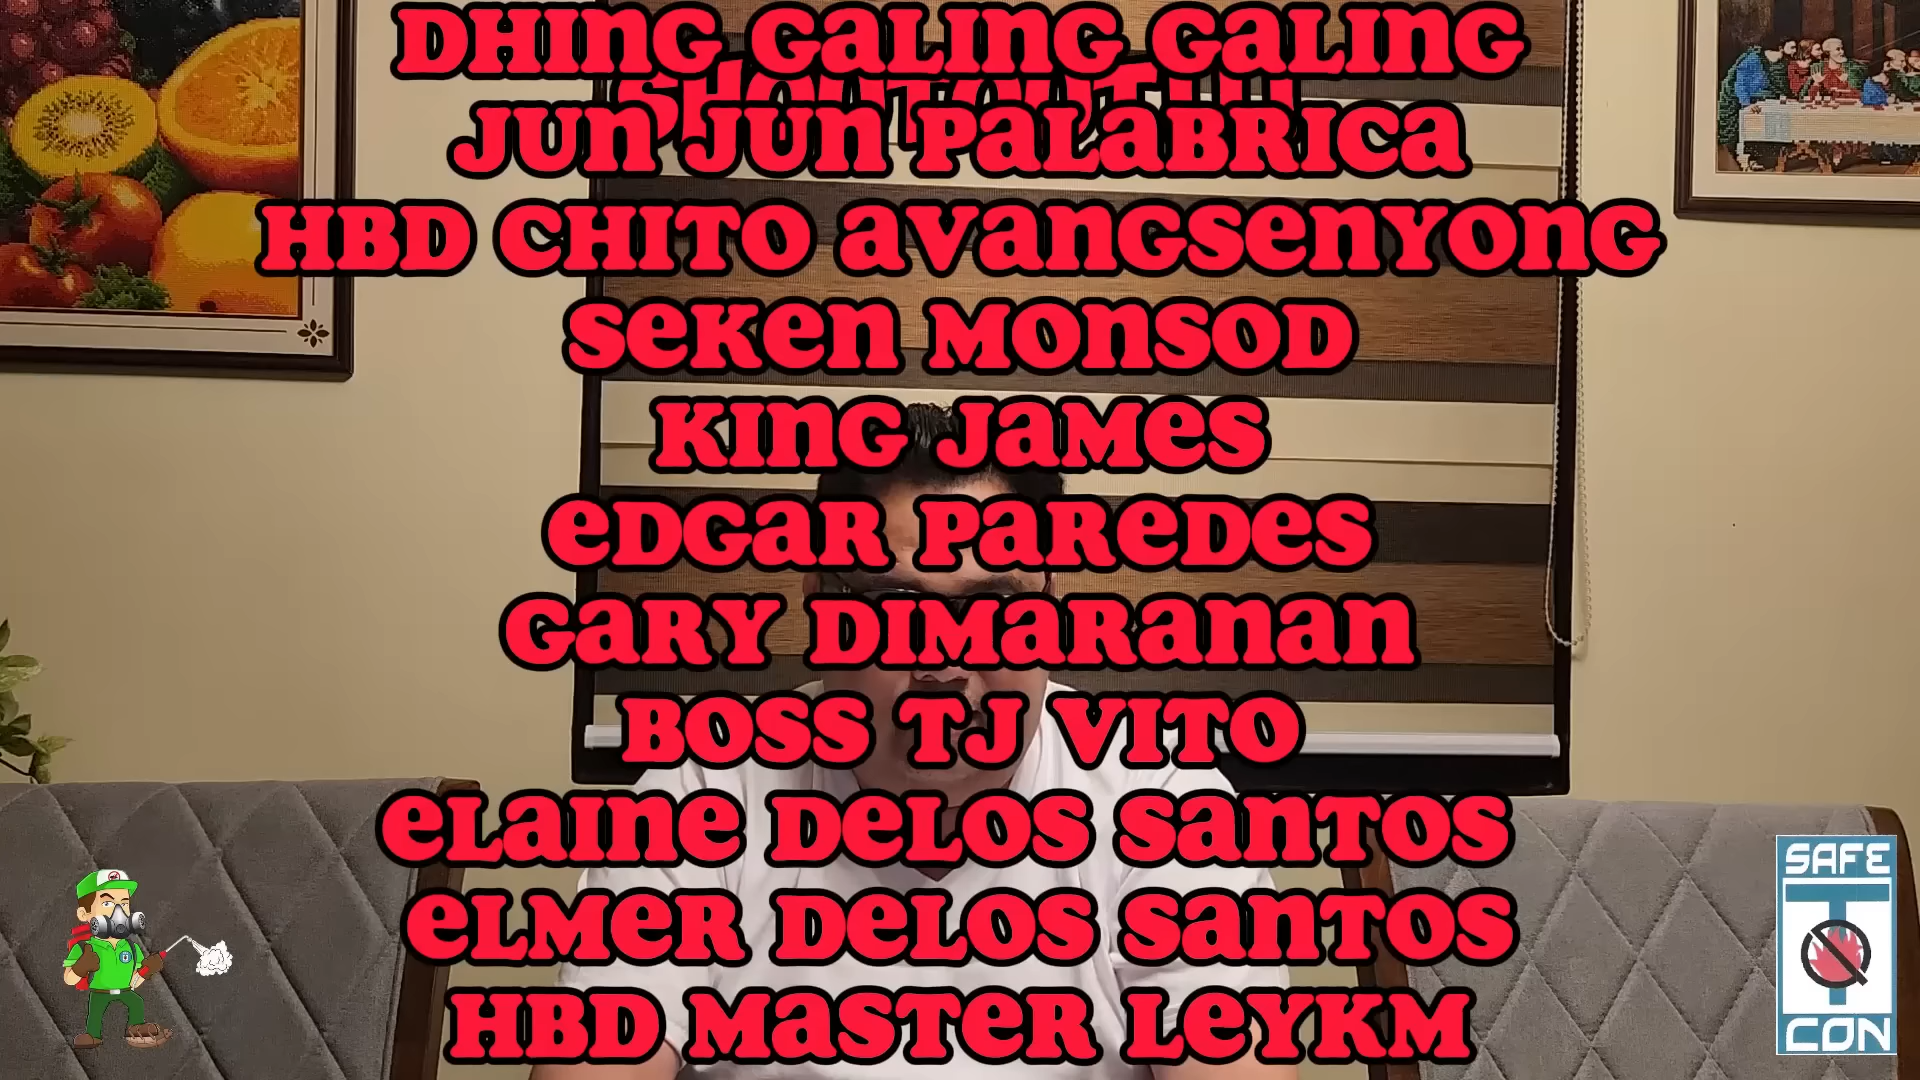 DHING GALING GALING
SHOUTOUT!!!
JUN JUN PALABRICA
HBD CHITO AVANGSENYONG
SEKEN MONSOD
KING JAMES
EDGAR PAREDES
GARY DIMARANAN
BOSS TJ VITO
ELAINE DELOS SANTOS
ELMER DELOS SANTOS
HBD MASTER LEYKM
SAFE
T
CON